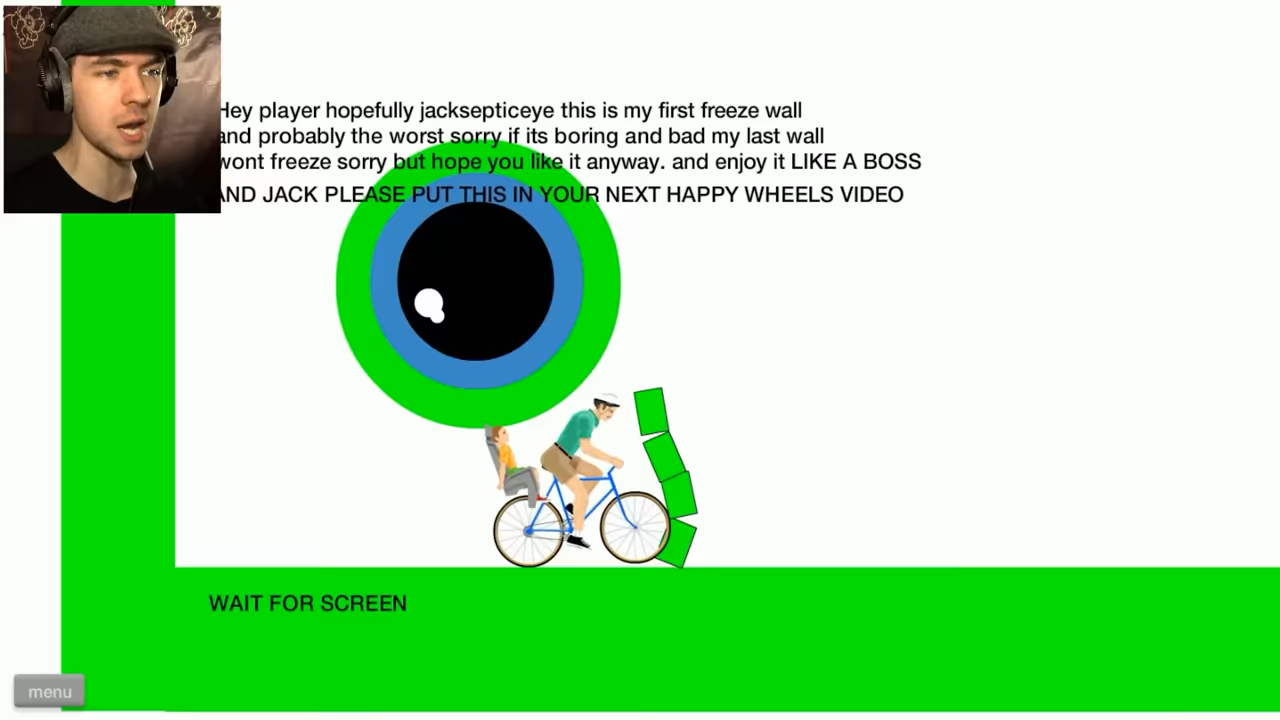 Hey player hopefully jacksepticeye this is my first freeze wall
and probably the worst sorry if its boring and bad my last wall
wont freeze sorry but hope you like it anyway. and enjoy it LIKE A BOSS
AND JACK PLEASE PUT THIS IN YOUR NEXT HAPPY WHEELS VIDEO
WAIT FOR SCREEN
menu